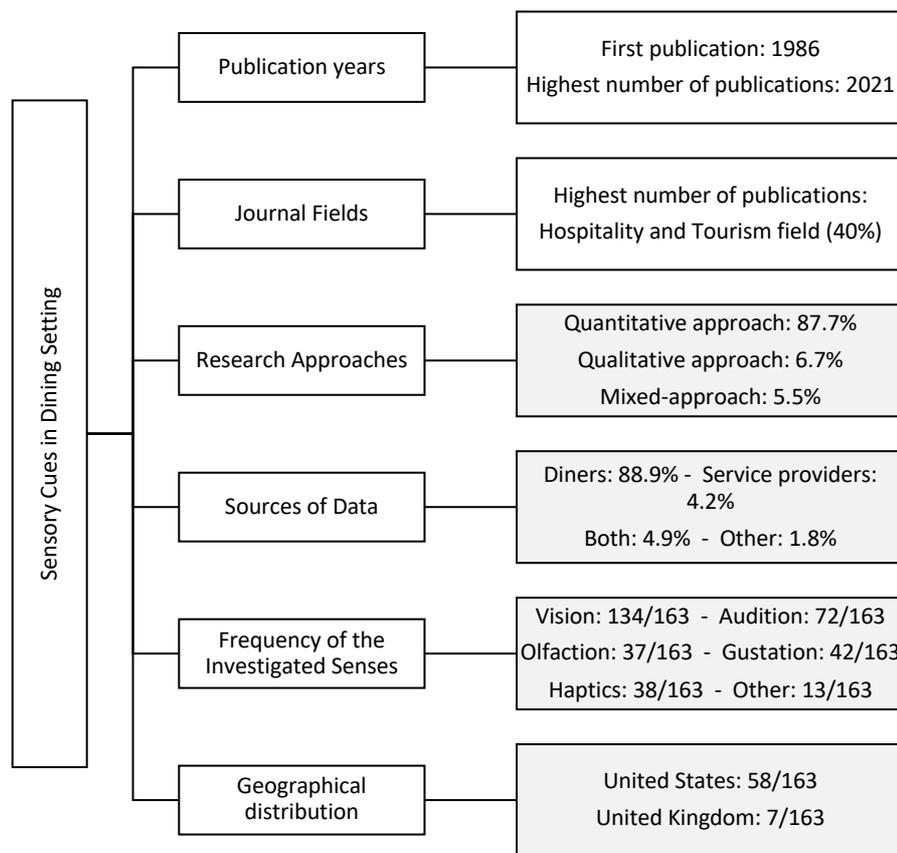 Sensory Cues in Dining Setting
Publication years
First publication: 1986
Highest number of publications: 2021
Journal Fields
Highest number of publications:
Hospitality and Tourism field (40%)
Research Approaches
Quantitative approach: 87.7%
Qualitative approach: 6.7%
Mixed-approach: 5.5%
Sources of Data
Diners: 88.9% - Service providers:
4.2%
Both: 4.9% - Other: 1.8%
Frequency of the
Investigated Senses
Vision: 134/163 - Audition: 72/163
Olfaction: 37/163 - Gustation: 42/163
Haptics: 38/163 - Other: 13/163
Geographical
distribution
United States: 58/163
United Kingdom: 7/163